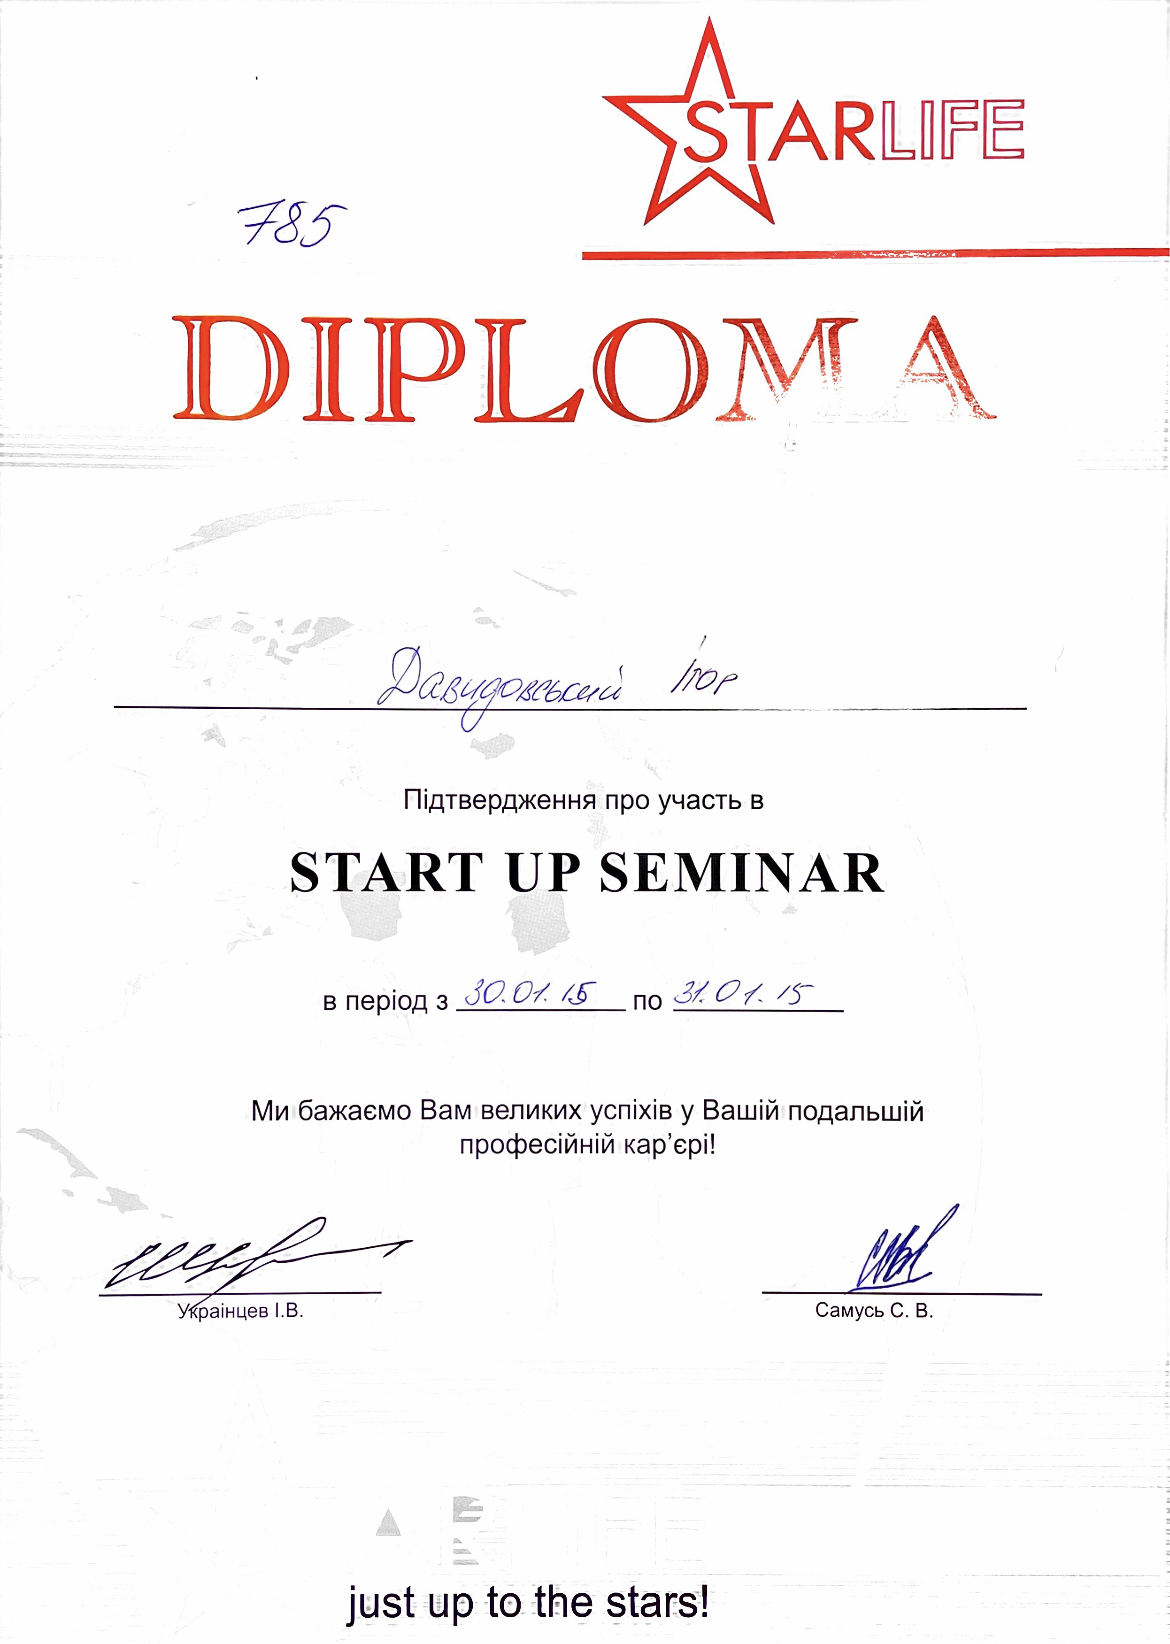 STARLIFE
785
DIPLOMA
Давидовський Ігор
Підтвердження про участь в
START UP SEMINAR
в період з 30.01.15 по 31.01.15
Ми бажаємо Вам великих успіхів у Вашій подальшій
професійній кар’єрі!
Українцев І.В.
Самусь С. В.
just up to the stars!